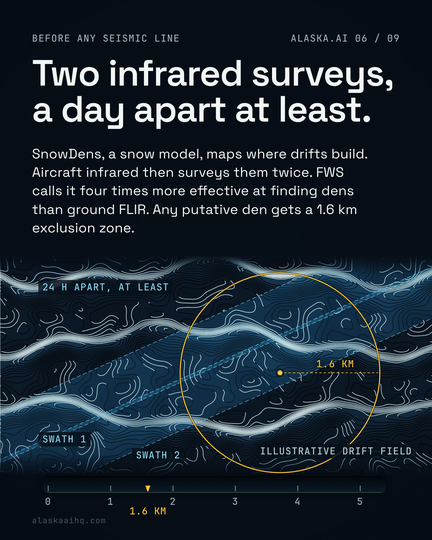 BEFORE ANY SEISMIC LINE
ALASKA.AI 06 / 09
Two infrared surveys,
a day apart at least.
SnowDens, a snow model, maps where drifts build.
Aircraft infrared then surveys them twice. FWS
calls it four times more effective at finding dens
than ground FLIR. Any putative den gets a 1.6 km
exclusion zone.
24 H APART, AT LEAST
1.6 KM
SWATH 1
SWATH 2
ILLUSTRATIVE DRIFT FIELD
0 1 2 3 4 5
1.6 KM
alaskaaihq.com